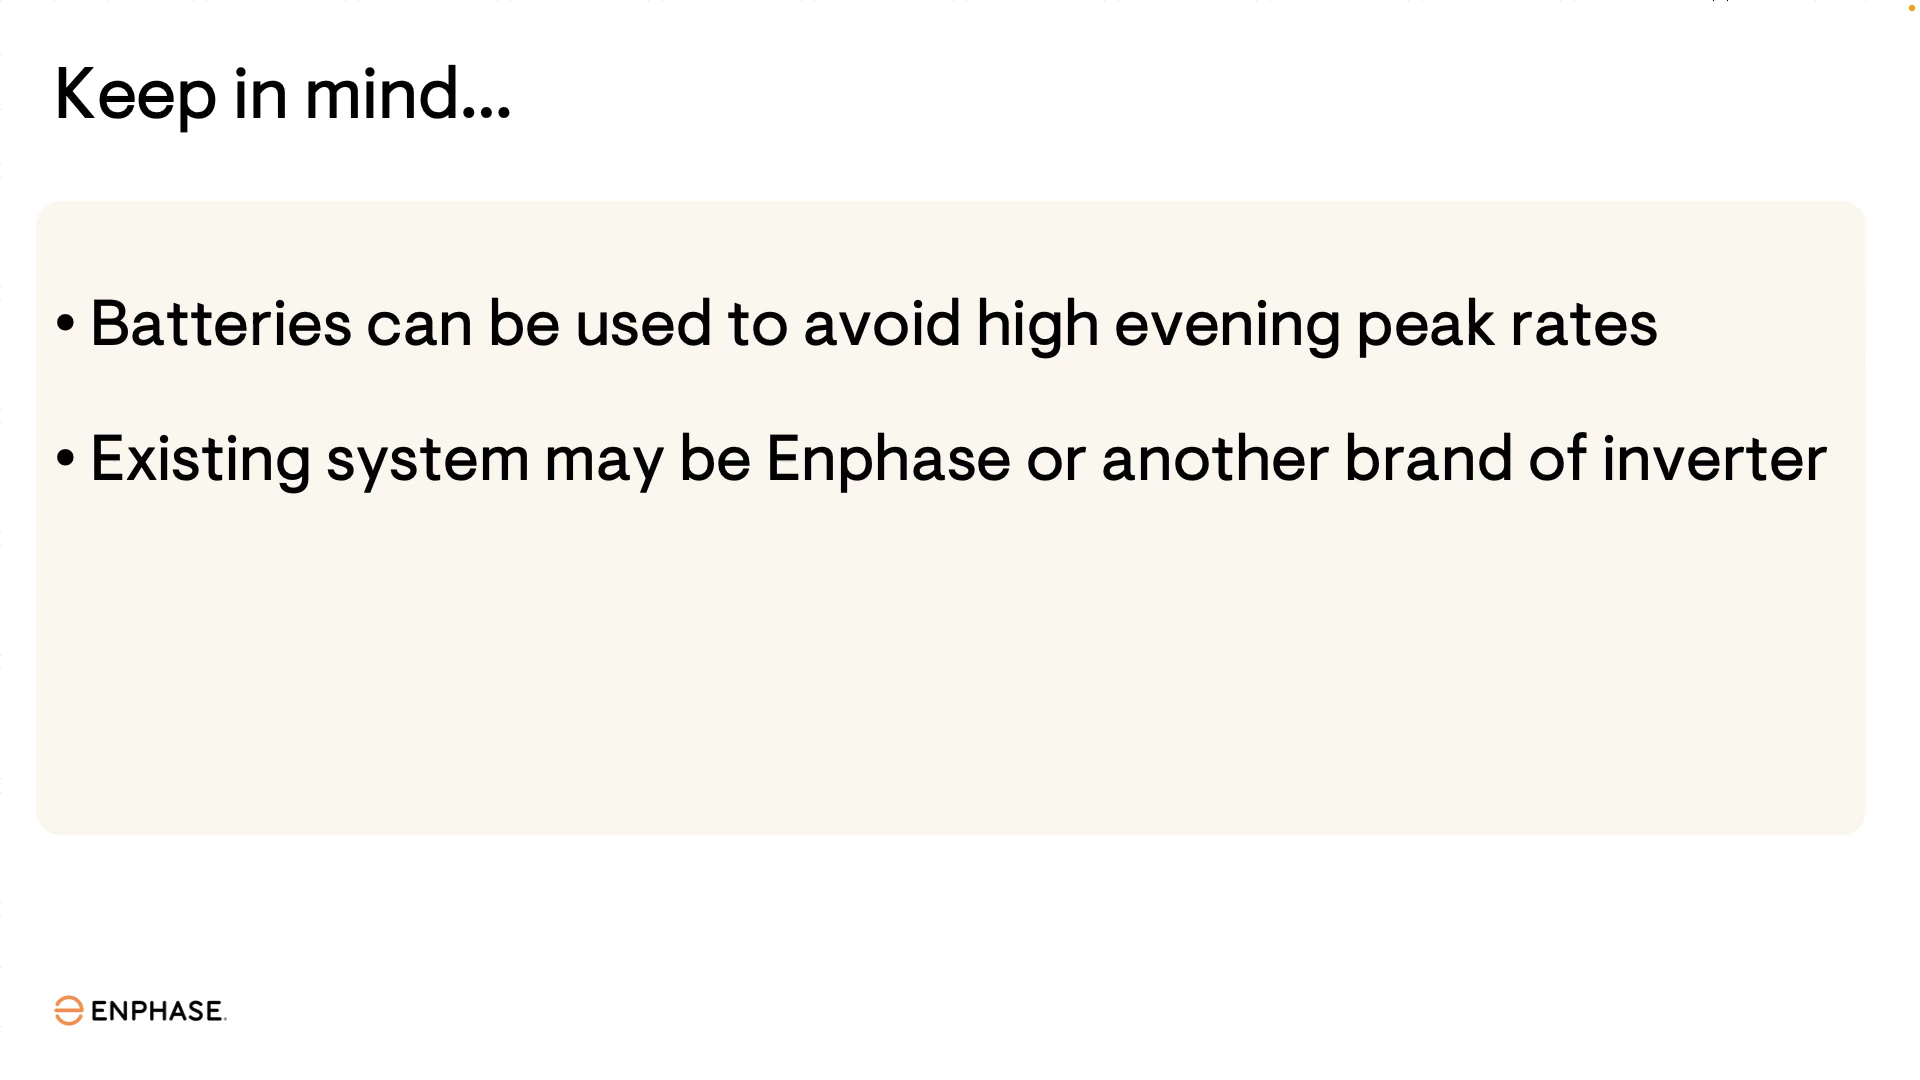 Keep in mind...
• Batteries can be used to avoid high evening peak rates
• Existing system may be Enphase or another brand of inverter
ENPHASE.